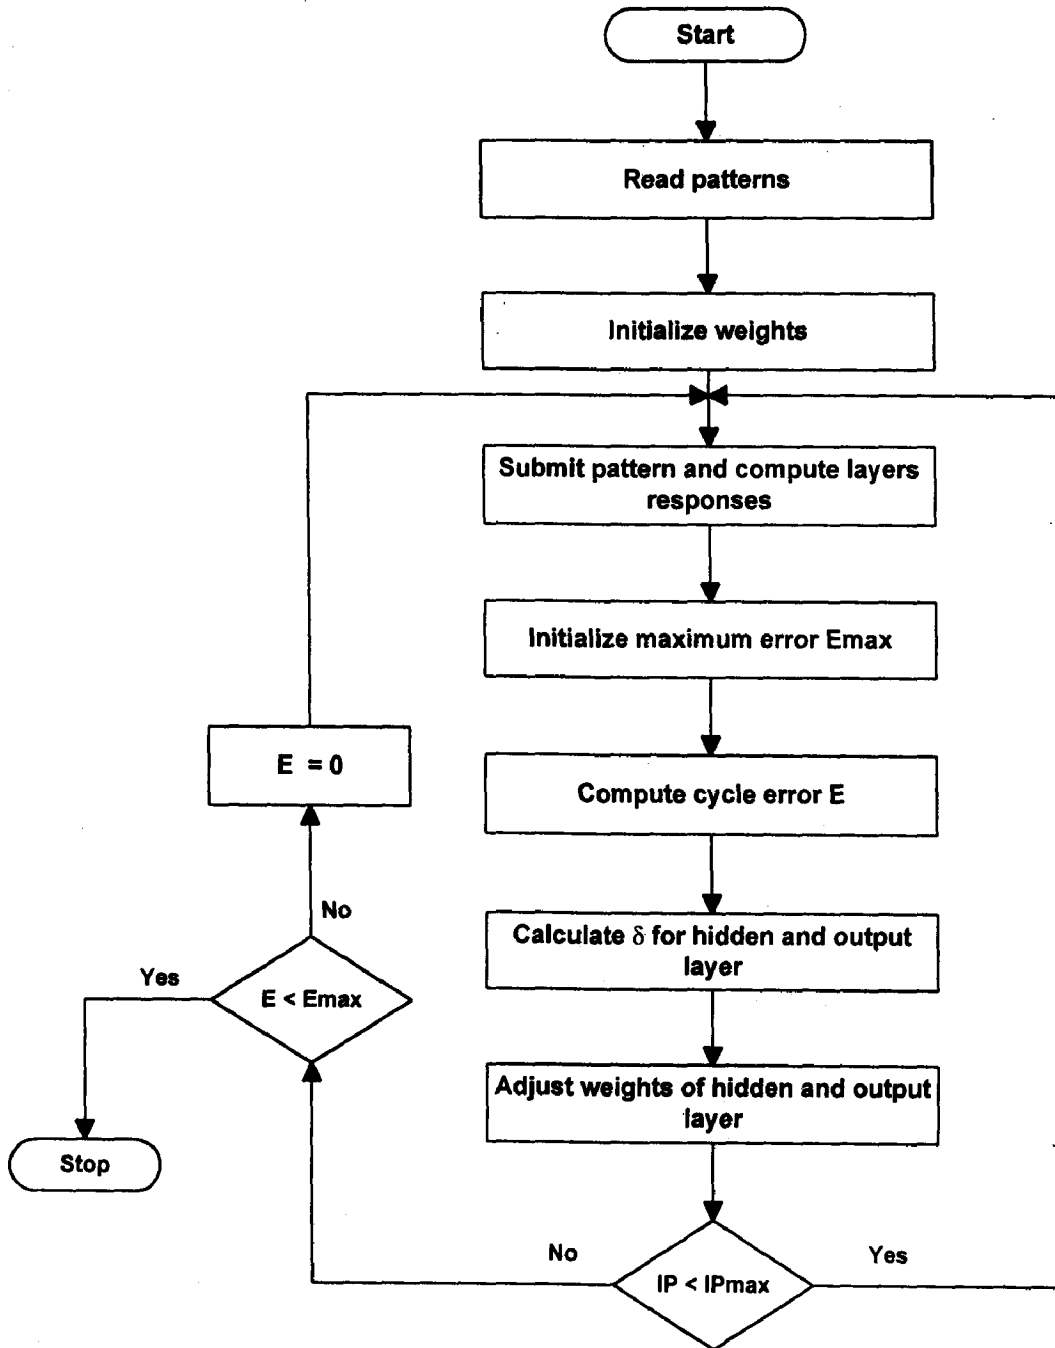 Start
Read patterns
Initialize weights
Submit pattern and compute layers
responses
Initialize maximum error Emax
E = 0
Compute cycle error E
No
Calculate δ for hidden and output
layer
Yes
E < Emax
Adjust weights of hidden and output
layer
Stop
No
IP < IPmax
Yes